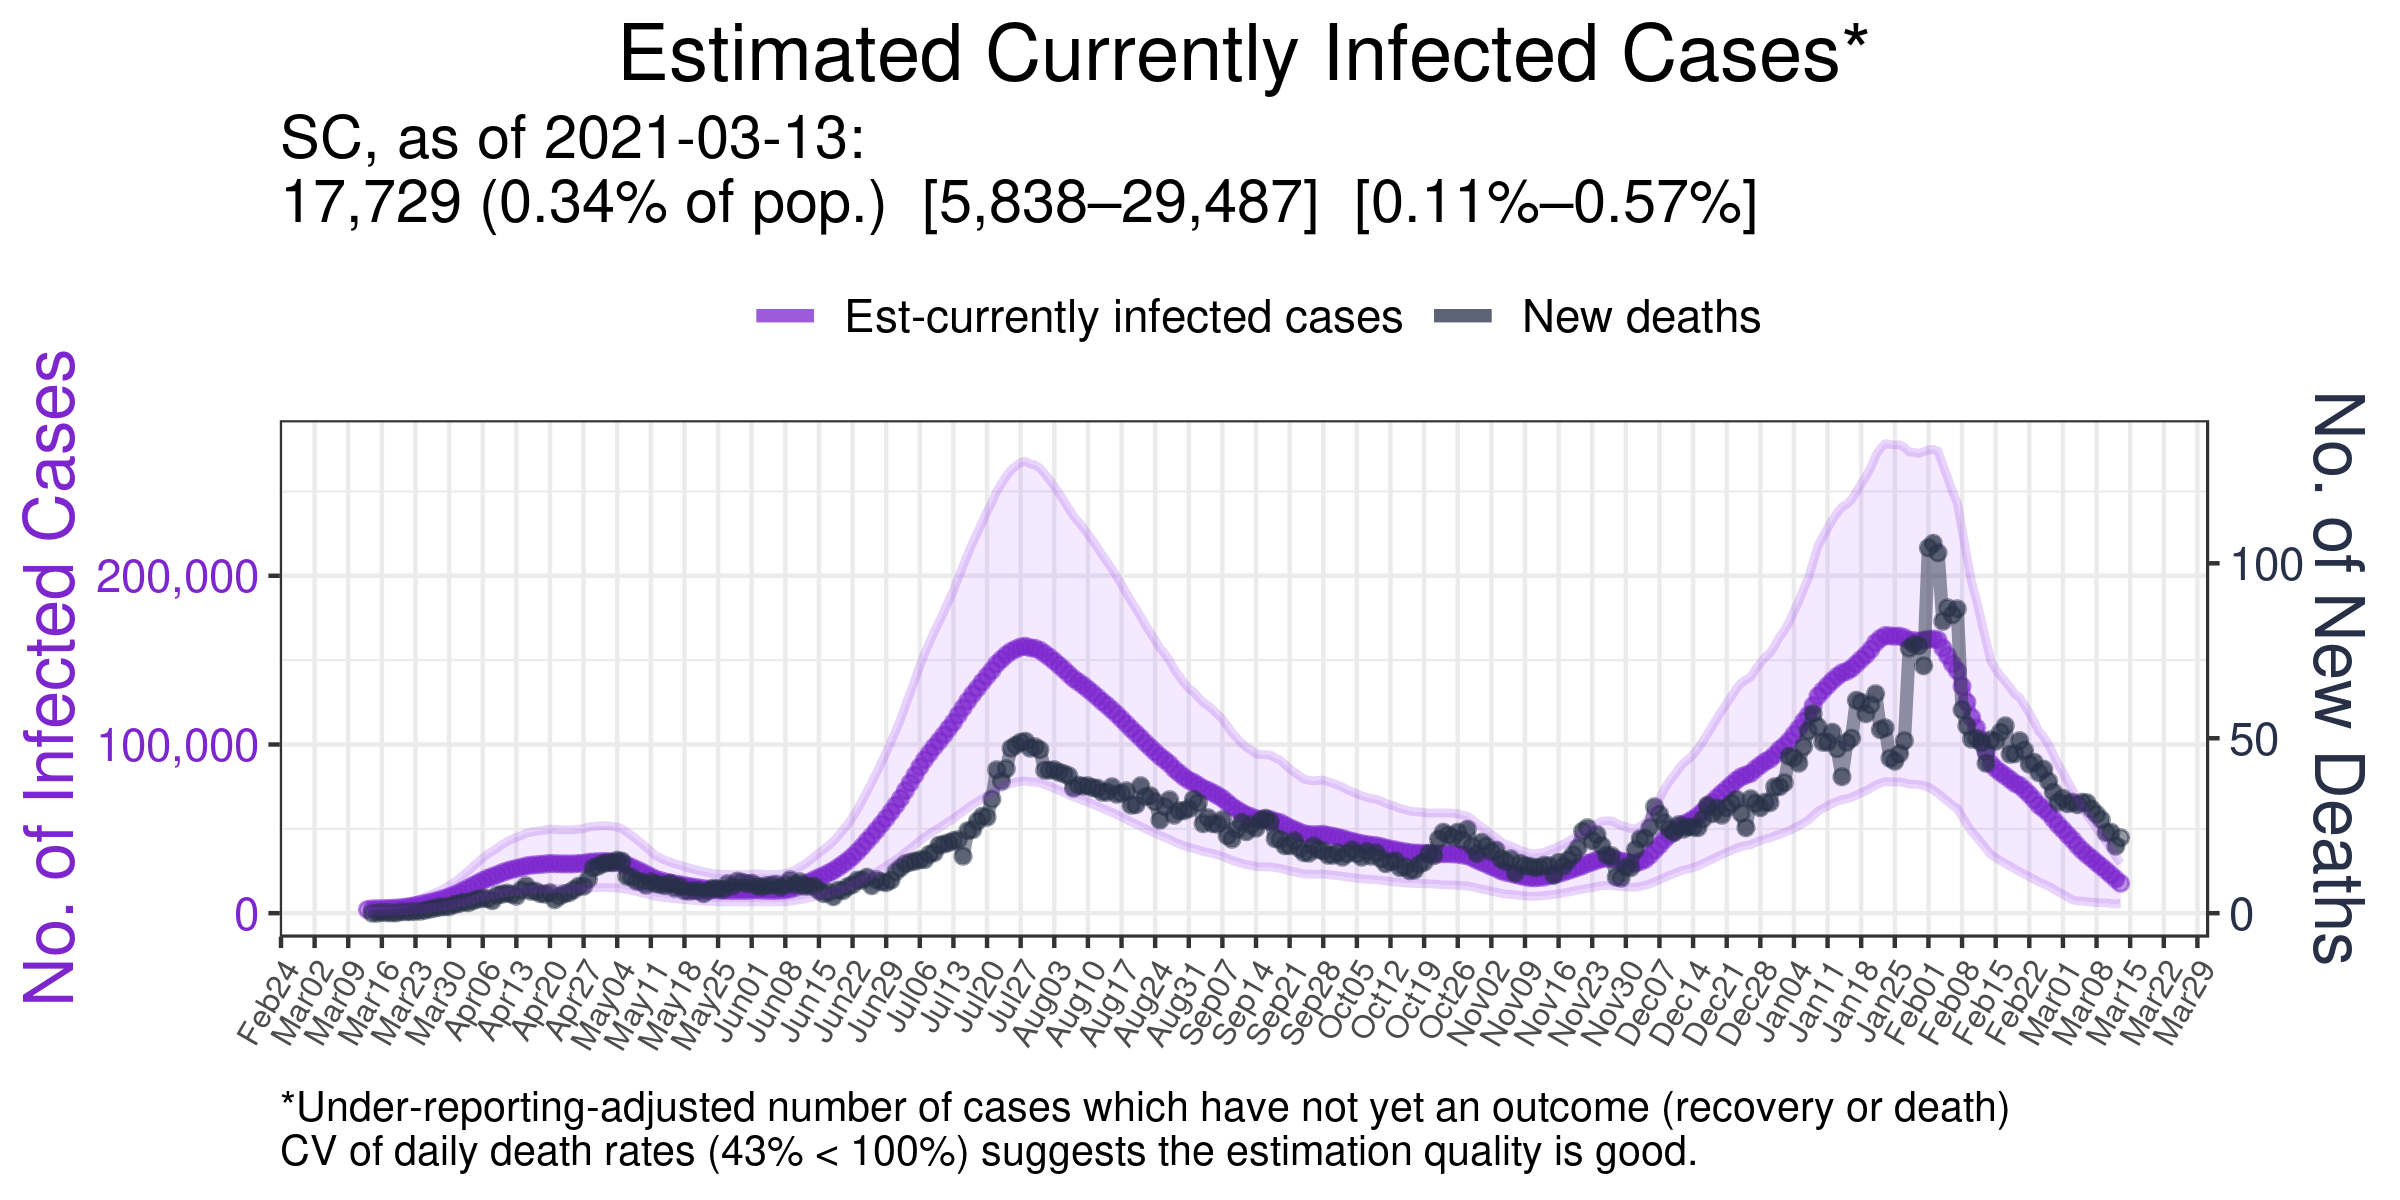 Estimated Currently Infected Cases*
SC, as of 2021-03-13:
17,729 (0.34% of pop.)  [5,838–29,487]  [0.11%–0.57%]
Est-currently infected cases
New deaths
No. of Infected Cases
200,000
100,000
0
No. of New Deaths
100
50
0
Feb24
Mar02
Mar09
Mar16
Mar23
Mar30
Apr06
Apr13
Apr20
Apr27
May04
May11
May18
May25
Jun01
Jun08
Jun15
Jun22
Jun29
Jul06
Jul13
Jul20
Jul27
Aug03
Aug10
Aug17
Aug24
Aug31
Sep07
Sep14
Sep21
Sep28
Oct05
Oct12
Oct19
Oct26
Nov02
Nov09
Nov16
Nov23
Nov30
Dec07
Dec14
Dec21
Dec28
Jan04
Jan11
Jan18
Jan25
Feb01
Feb08
Feb15
Feb22
Mar01
Mar08
Mar15
Mar22
Mar29
*Under-reporting-adjusted number of cases which have not yet an outcome (recovery or death)
CV of daily death rates (43% < 100%) suggests the estimation quality is good.